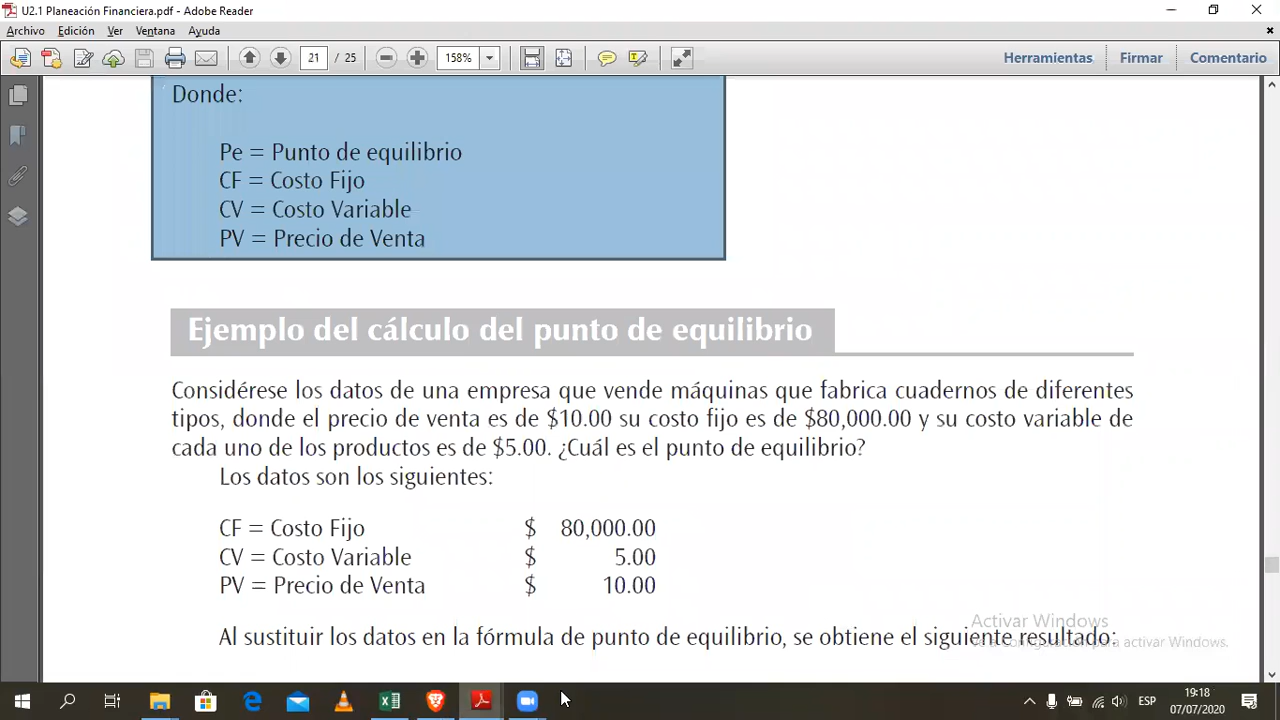 U2.1 Planeación Financiera.pdf - Adobe Reader
Archivo Edición Ver Ventana Ayuda
21 / 25 158% Herramientas Firmar Comentario
Donde:
Pe = Punto de equilibrio
CF = Costo Fijo
CV = Costo Variable
PV = Precio de Venta
Ejemplo del cálculo del punto de equilibrio
Considérese los datos de una empresa que vende máquinas que fabrica cuadernos de diferentes
tipos, donde el precio de venta es de $10.00 su costo fijo es de $80,000.00 y su costo variable de
cada uno de los productos es de $5.00. ¿Cuál es el punto de equilibrio?
Los datos son los siguientes:
CF = Costo Fijo $ 80,000.00
CV = Costo Variable $ 5.00
PV = Precio de Venta $ 10.00
Activar Windows
Al sustituir los datos en la fórmula de punto de equilibrio, se obtiene el siguiente resultado:
Ve a Configuración para activar Windows.
ESP
19:18
07/07/2020